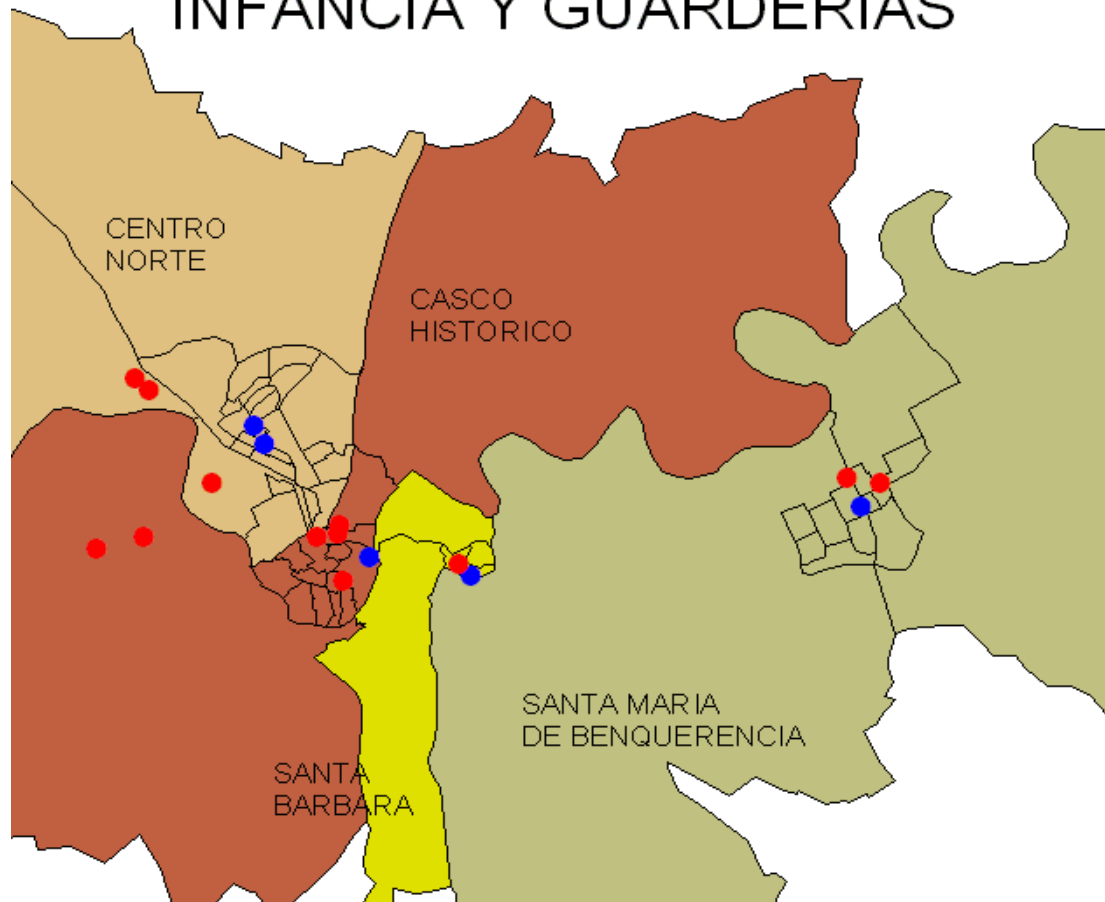 INFANCIA Y GUARDERIAS
CENTRO
NORTE
CASCO
HISTORICO
SANTA MARIA
DE BENQUERENCIA
SANTA
BARBARA